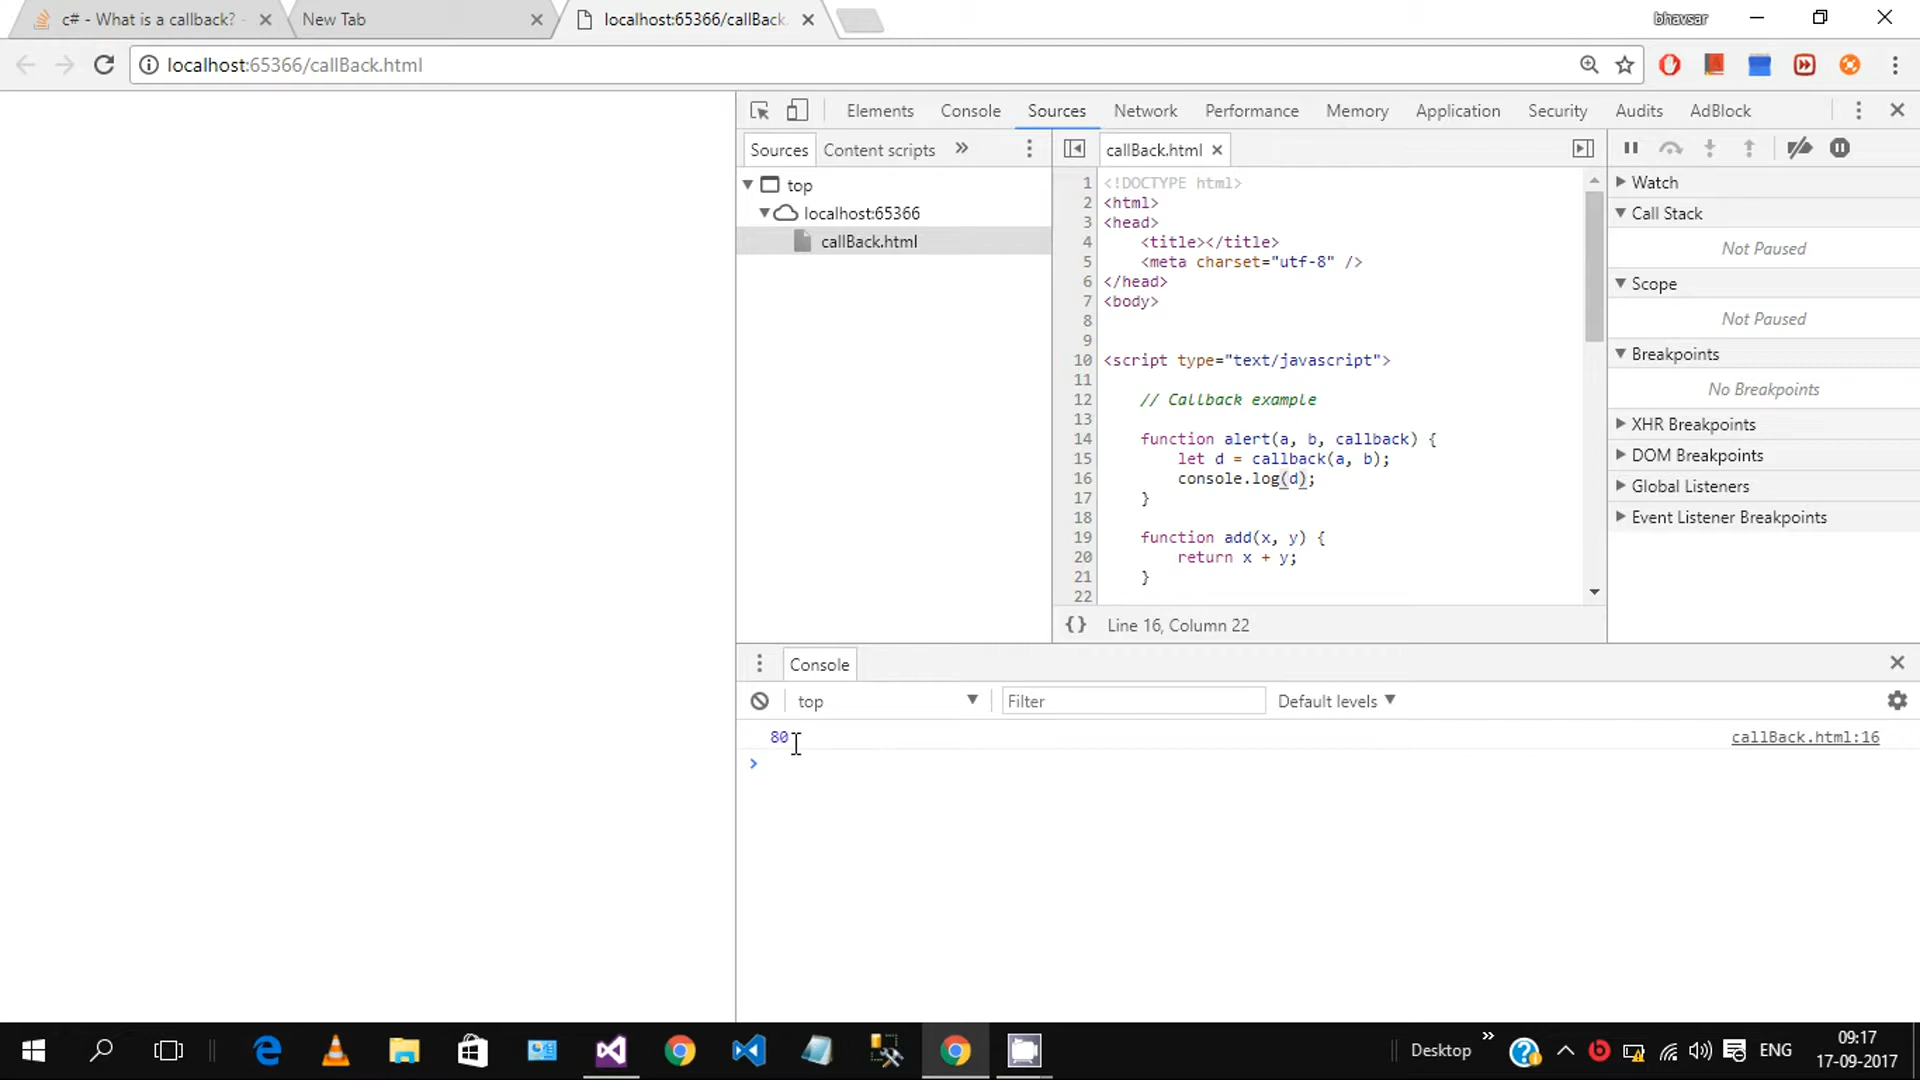 c# - What is a callback? -
New Tab
localhost:65366/callBack.
bhavsar
localhost:65366/callBack.html
Elements Console Sources Network Performance Memory Application Security Audits AdBlock
Sources Content scripts »
callBack.html
top
localhost:65366
callBack.html
1 <!DOCTYPE html>
2 <html>
3 <head>
4 <title></title>
5 <meta charset="utf-8" />
6 </head>
7 <body>
8
9
10 <script type="text/javascript">
11
12 // Callback example
13
14 function alert(a, b, callback) {
15 let d = callback(a, b);
16 console.log(d);
17 }
18
19 function add(x, y) {
20 return x + y;
21 }
22
{} Line 16, Column 22
Watch
Call Stack
Not Paused
Scope
Not Paused
Breakpoints
No Breakpoints
XHR Breakpoints
DOM Breakpoints
Global Listeners
Event Listener Breakpoints
Console
top
Filter
Default levels
80
callBack.html:16
>
Desktop
»
ENG
09:17
17-09-2017